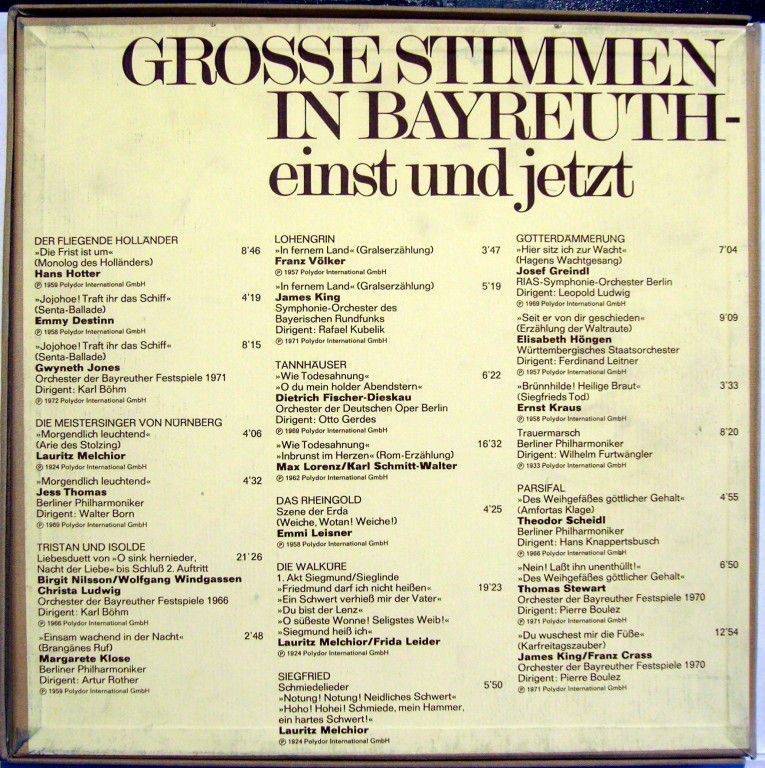 GROSSE STIMMEN
IN BAYREUTH-
einst und jetzt
DER FLIEGENDE HOLLÄNDER
»Die Frist ist um« 8'46
(Monolog des Holländers)
Hans Hotter
Ⓟ 1959 Polydor International GmbH
»Jojohoe! Traft ihr das Schiff« 4'19
(Senta-Ballade)
Emmy Destinn
Ⓟ 1958 Polydor International GmbH
»Jojohoe! Traft ihr das Schiff« 8'15
(Senta-Ballade)
Gwyneth Jones
Orchester der Bayreuther Festspiele 1971
Dirigent: Karl Böhm
Ⓟ 1972 Polydor International GmbH
DIE MEISTERSINGER VON NÜRNBERG
»Morgendlich leuchtend« 4'06
(Arie des Stolzing)
Lauritz Melchior
Ⓟ 1924 Polydor International GmbH
»Morgendlich leuchtend« 4'32
Jess Thomas
Berliner Philharmoniker
Dirigent: Walter Born
Ⓟ 1969 Polydor International GmbH
TRISTAN UND ISOLDE
Liebesduett von »O sink hernieder, 21'26
Nacht der Liebe« bis Schluß 2. Auftritt
Birgit Nilsson/Wolfgang Windgassen
Christa Ludwig
Orchester der Bayreuther Festspiele 1966
Dirigent: Karl Böhm
Ⓟ 1966 Polydor International GmbH
»Einsam wachend in der Nacht« 2'48
(Brangänes Ruf)
Margarete Klose
Berliner Philharmoniker
Dirigent: Artur Rother
Ⓟ 1959 Polydor International GmbH
LOHENGRIN
»In fernem Land« (Gralserzählung) 3'47
Franz Völker
Ⓟ 1957 Polydor International GmbH
»In fernem Land« (Gralserzählung) 5'19
James King
Symphonie-Orchester des
Bayerischen Rundfunks
Dirigent: Rafael Kubelik
Ⓟ 1971 Polydor International GmbH
TANNHÄUSER
»Wie Todesahnung« 6'22
»O du mein holder Abendstern«
Dietrich Fischer-Dieskau
Orchester der Deutschen Oper Berlin
Dirigent: Otto Gerdes
Ⓟ 1969 Polydor International GmbH
»Wie Todesahnung« 16'32
»Inbrunst im Herzen« (Rom-Erzählung)
Max Lorenz/Karl Schmitt-Walter
Ⓟ 1962 Polydor International GmbH
DAS RHEINGOLD
Szene der Erda 4'25
(Weiche, Wotan! Weiche!)
Emmi Leisner
Ⓟ 1958 Polydor International GmbH
DIE WALKÜRE
1. Akt Siegmund/Sieglinde
»Friedmund darf ich nicht heißen« 19'23
»Ein Schwert verhieß mir der Vater«
»Du bist der Lenz«
»O süßeste Wonne! Seligstes Weib!«
»Siegmund heiß ich«
Lauritz Melchior/Frida Leider
Ⓟ 1924 Polydor International GmbH
SIEGFRIED
Schmiedelieder 5'50
»Notung! Notung! Neidliches Schwert«
»Hoho! Hohei! Schmiede, mein Hammer,
ein hartes Schwert!«
Lauritz Melchior
Ⓟ 1924 Polydor International GmbH
GÖTTERDÄMMERUNG
»Hier sitz ich zur Wacht« 7'04
(Hagens Wachtgesang)
Josef Greindl
RIAS-Symphonie-Orchester Berlin
Dirigent: Leopold Ludwig
Ⓟ 1969 Polydor International GmbH
»Seit er von dir geschieden« 9'09
(Erzählung der Waltraute)
Elisabeth Höngen
Württembergisches Staatsorchester
Dirigent: Ferdinand Leitner
Ⓟ 1957 Polydor International GmbH
»Brünnhilde! Heilige Braut« 3'33
(Siegfrieds Tod)
Ernst Kraus
Ⓟ 1958 Polydor International GmbH
Trauermarsch 8'20
Berliner Philharmoniker
Dirigent: Wilhelm Furtwängler
Ⓟ 1933 Polydor International GmbH
PARSIFAL
»Des Weihgefäßes göttlicher Gehalt« 4'55
(Amfortas Klage)
Theodor Scheidl
Berliner Philharmoniker
Dirigent: Hans Knappertsbusch
Ⓟ 1966 Polydor International GmbH
»Nein! Laßt ihn unenthüllt!« 6'50
»Des Weihgefäßes göttlicher Gehalt«
Thomas Stewart
Orchester der Bayreuther Festspiele 1970
Dirigent: Pierre Boulez
Ⓟ 1971 Polydor International GmbH
»Du wuschest mir die Füße« 12'54
(Karfreitagszauber)
James King/Franz Crass
Orchester der Bayreuther Festspiele 1970
Dirigent: Pierre Boulez
Ⓟ 1971 Polydor International GmbH